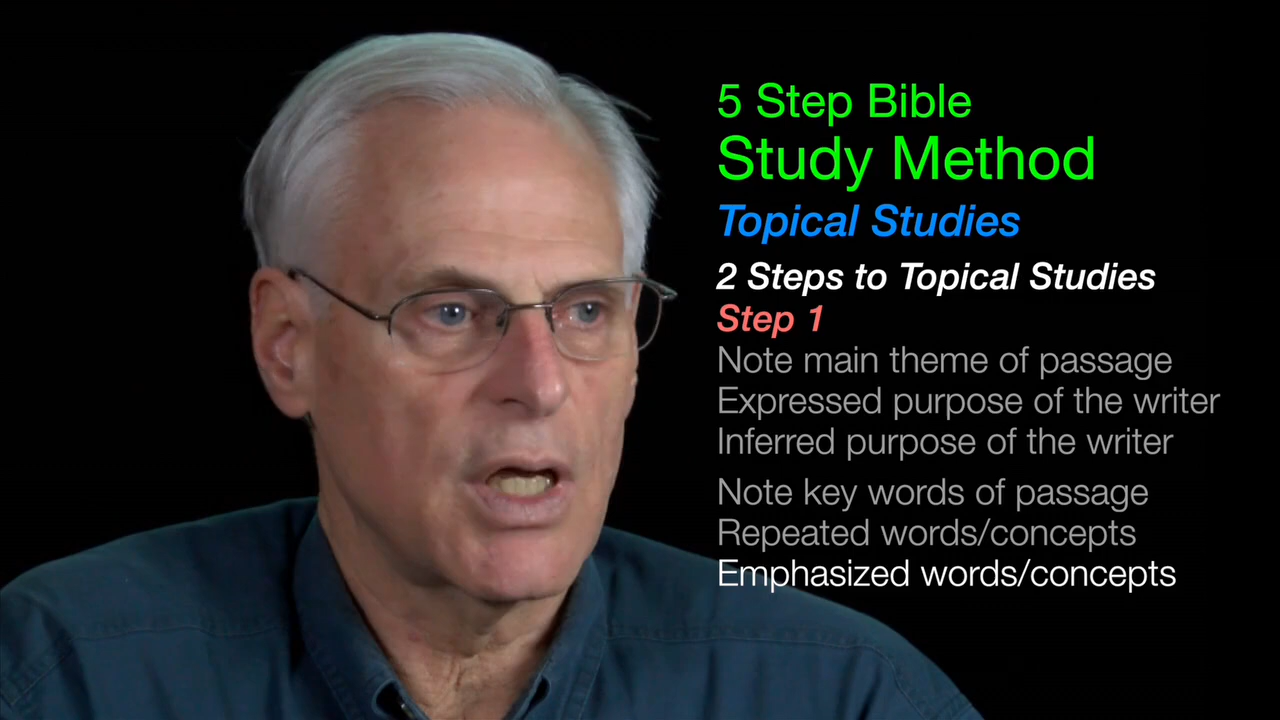 5 Step Bible
Study Method
Topical Studies
2 Steps to Topical Studies
Step 1
Note main theme of passage
Expressed purpose of the writer
Inferred purpose of the writer
Note key words of passage
Repeated words/concepts
Emphasized words/concepts